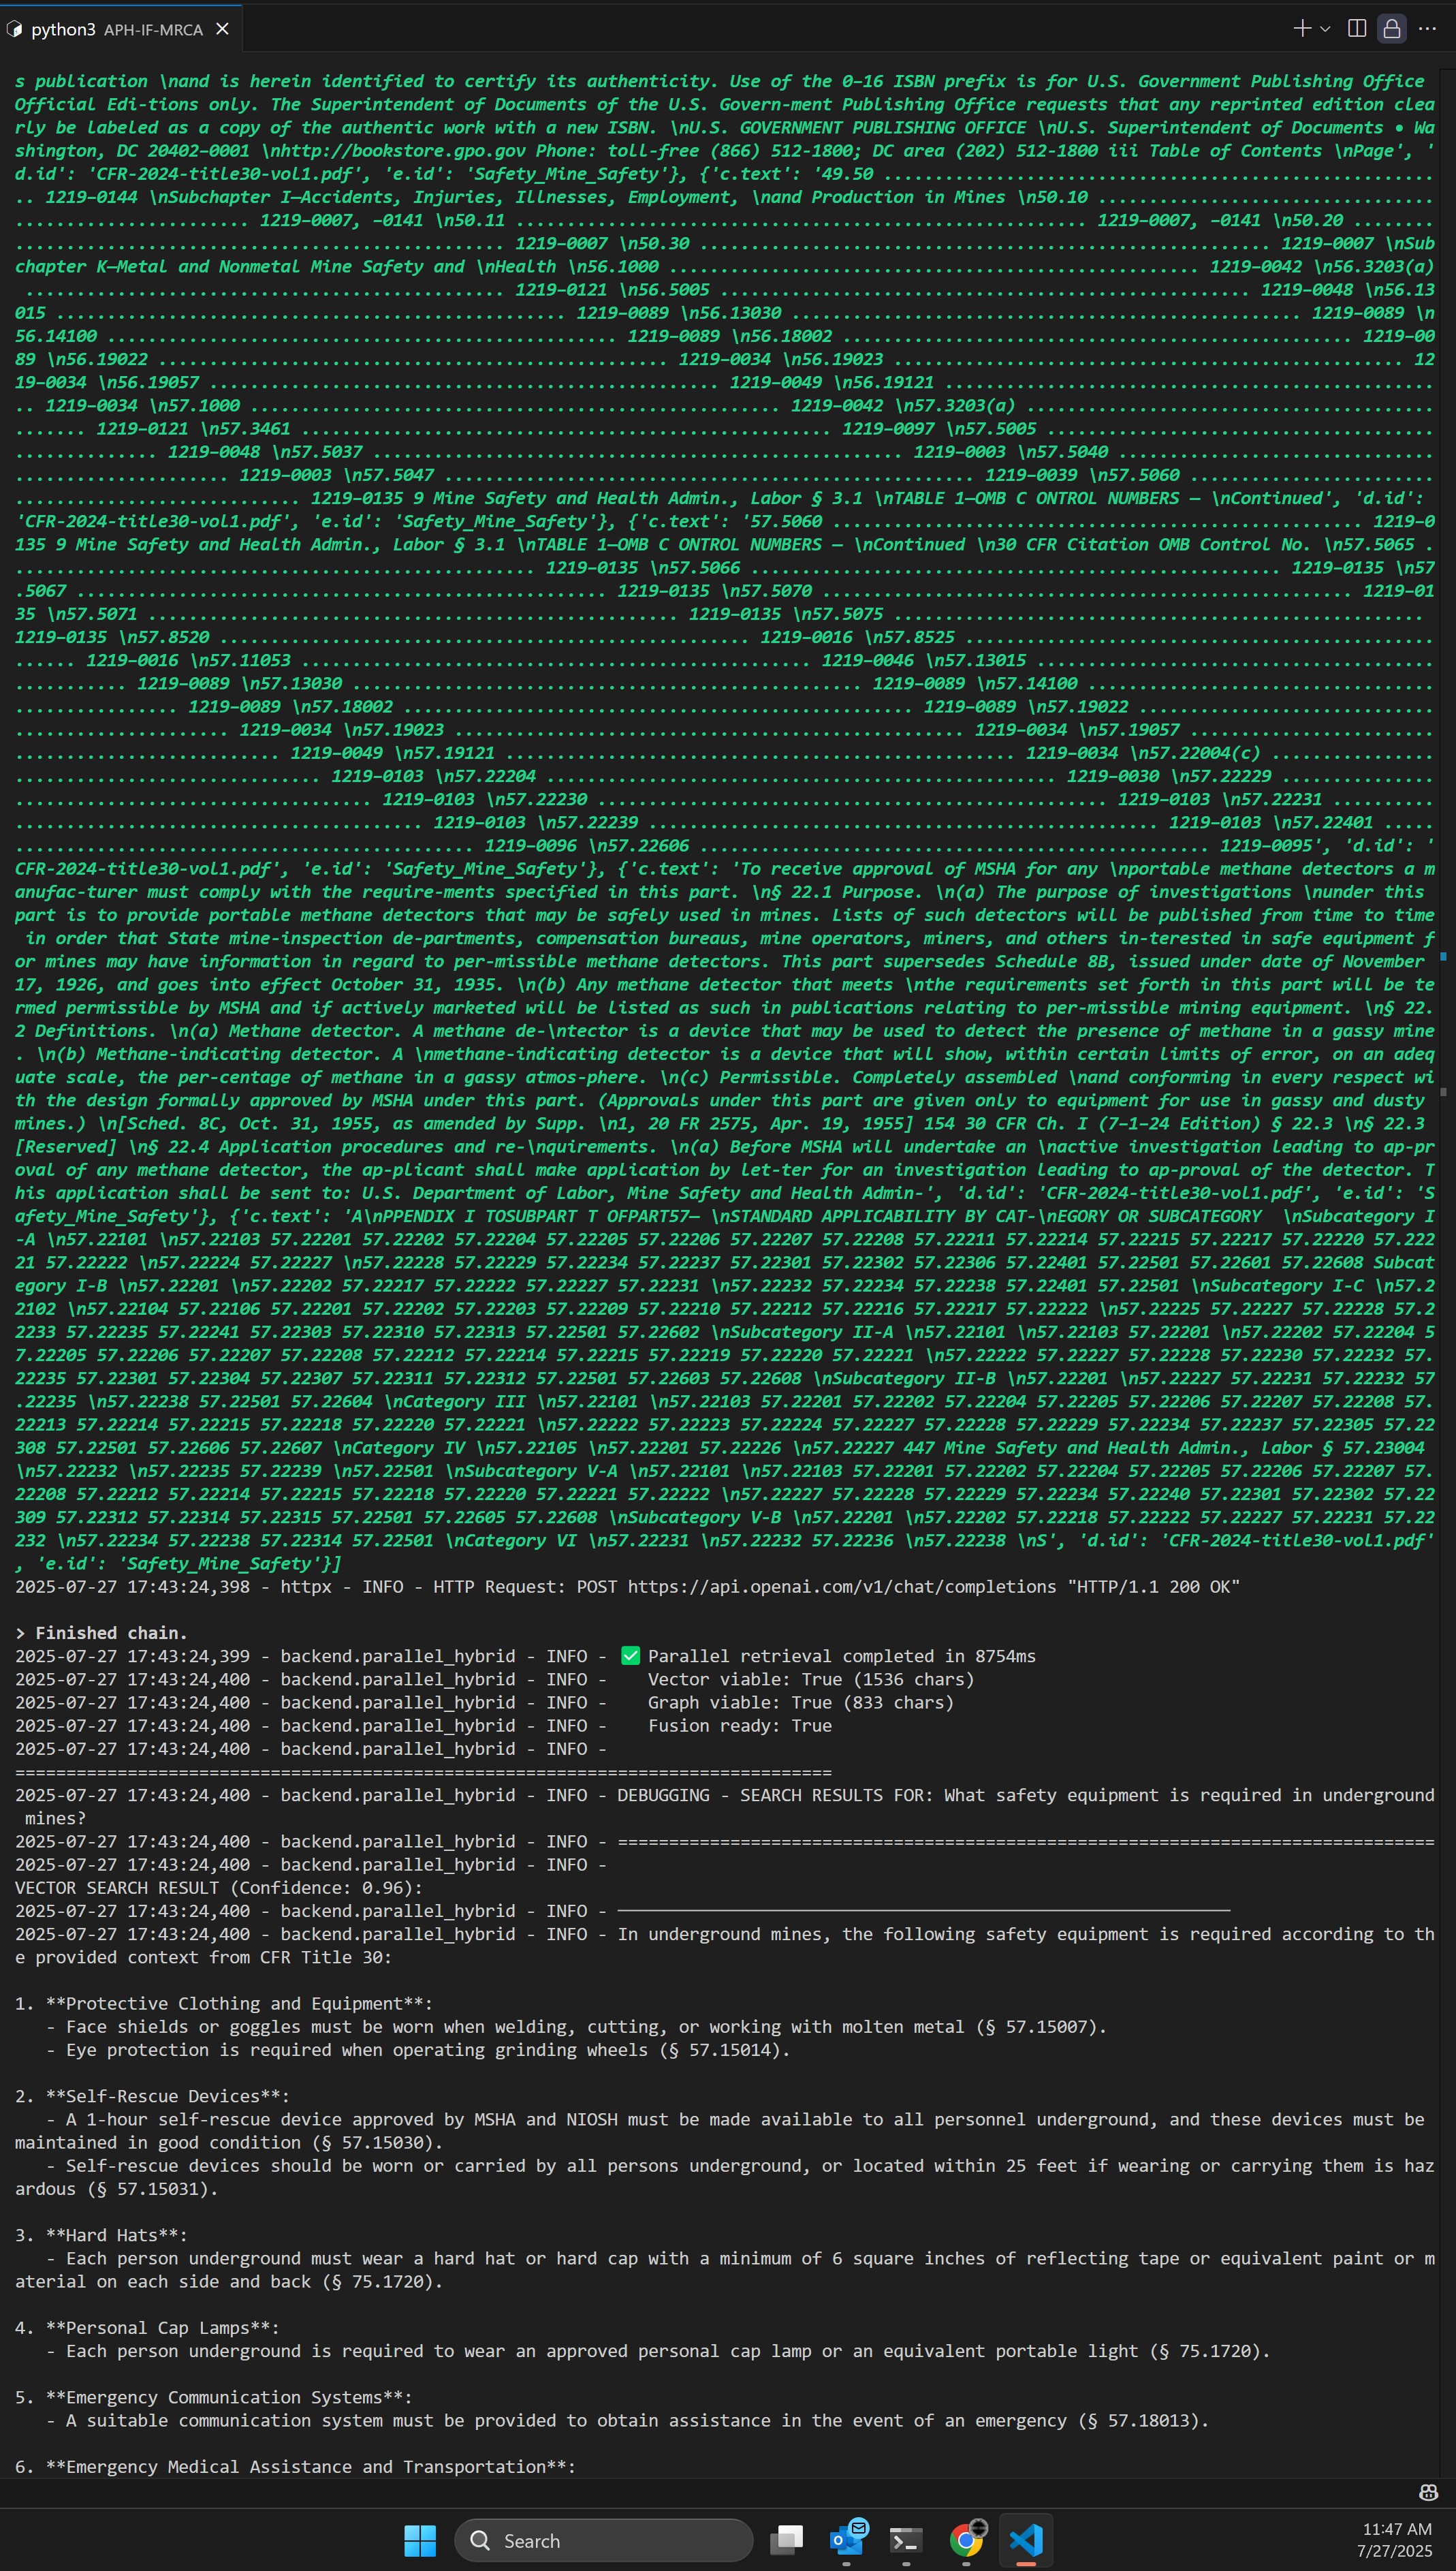 python3 APH-IF-MRCA
s publication \nand is herein identified to certify its authenticity. Use of the 0–16 ISBN prefix is for U.S. Government Publishing Office
Official Edi-tions only. The Superintendent of Documents of the U.S. Govern-ment Publishing Office requests that any reprinted edition clea
rly be labeled as a copy of the authentic work with a new ISBN. \nU.S. GOVERNMENT PUBLISHING OFFICE \nU.S. Superintendent of Documents • Wa
shington, DC 20402–0001 \nhttp://bookstore.gpo.gov Phone: toll-free (866) 512-1800; DC area (202) 512-1800 iii Table of Contents \nPage', '
d.id': 'CFR-2024-title30-vol1.pdf', 'e.id': 'Safety_Mine_Safety'}, {'c.text': '49.50 ......................................................
.. 1219–0144 \nSubchapter I—Accidents, Injuries, Illnesses, Employment, \nand Production in Mines \n50.10 .................................
....................... 1219–0007, –0141 \n50.11 ........................................................ 1219–0007, –0141 \n50.20 ........
................................................ 1219–0007 \n50.30 ........................................................ 1219–0007 \nSub
chapter K—Metal and Nonmetal Mine Safety and \nHealth \n56.1000 .................................................... 1219–0042 \n56.3203(a)
 ............................................... 1219–0121 \n56.5005 .................................................... 1219–0048 \n56.13
015 .................................................. 1219–0089 \n56.13030 .................................................. 1219–0089 \n
56.14100 .................................................. 1219–0089 \n56.18002 .................................................. 1219–00
89 \n56.19022 .................................................. 1219–0034 \n56.19023 .................................................. 12
19–0034 \n56.19057 .................................................. 1219–0049 \n56.19121 ................................................
.. 1219–0034 \n57.1000 .................................................... 1219–0042 \n57.3203(a) ........................................
....... 1219–0121 \n57.3461 .................................................... 1219–0097 \n57.5005 ......................................
.............. 1219–0048 \n57.5037 .................................................... 1219–0003 \n57.5040 ...............................
..................... 1219–0003 \n57.5047 .................................................... 1219–0039 \n57.5060 ........................
............................ 1219–0135 9 Mine Safety and Health Admin., Labor § 3.1 \nTABLE 1—OMB C ONTROL NUMBERS — \nContinued', 'd.id':
'CFR-2024-title30-vol1.pdf', 'e.id': 'Safety_Mine_Safety'}, {'c.text': '57.5060 .................................................... 1219–0
135 9 Mine Safety and Health Admin., Labor § 3.1 \nTABLE 1—OMB C ONTROL NUMBERS — \nContinued \n30 CFR Citation OMB Control No. \n57.5065 .
................................................... 1219–0135 \n57.5066 .................................................... 1219–0135 \n57
.5067 .................................................... 1219–0135 \n57.5070 .................................................... 1219–01
35 \n57.5071 .................................................... 1219–0135 \n57.5075 ....................................................
1219–0135 \n57.8520 .................................................... 1219–0016 \n57.8525 ..............................................
...... 1219–0016 \n57.11053 .................................................. 1219–0046 \n57.13015 .......................................
........... 1219–0089 \n57.13030 .................................................. 1219–0089 \n57.14100 ..................................
................ 1219–0089 \n57.18002 .................................................. 1219–0089 \n57.19022 .............................
..................... 1219–0034 \n57.19023 .................................................. 1219–0034 \n57.19057 ........................
.......................... 1219–0049 \n57.19121 .................................................. 1219–0034 \n57.22004(c) ................
.............................. 1219–0103 \n57.22204 .................................................. 1219–0030 \n57.22229 ...............
................................... 1219–0103 \n57.22230 .................................................. 1219–0103 \n57.22231 ..........
........................................ 1219–0103 \n57.22239 .................................................. 1219–0103 \n57.22401 .....
............................................. 1219–0096 \n57.22606 .................................................. 1219–0095', 'd.id': '
CFR-2024-title30-vol1.pdf', 'e.id': 'Safety_Mine_Safety'}, {'c.text': 'To receive approval of MSHA for any \nportable methane detectors a m
anufac-turer must comply with the require-ments specified in this part. \n§ 22.1 Purpose. \n(a) The purpose of investigations \nunder this
part is to provide portable methane detectors that may be safely used in mines. Lists of such detectors will be published from time to time
 in order that State mine-inspection de-partments, compensation bureaus, mine operators, miners, and others in-terested in safe equipment f
or mines may have information in regard to per-missible methane detectors. This part supersedes Schedule 8B, issued under date of November
17, 1926, and goes into effect October 31, 1935. \n(b) Any methane detector that meets \nthe requirements set forth in this part will be te
rmed permissible by MSHA and if actively marketed will be listed as such in publications relating to per-missible mining equipment. \n§ 22.
2 Definitions. \n(a) Methane detector. A methane de-\ntector is a device that may be used to detect the presence of methane in a gassy mine
. \n(b) Methane-indicating detector. A \nmethane-indicating detector is a device that will show, within certain limits of error, on an adeq
uate scale, the per-centage of methane in a gassy atmos-phere. \n(c) Permissible. Completely assembled \nand conforming in every respect wi
th the design formally approved by MSHA under this part. (Approvals under this part are given only to equipment for use in gassy and dusty
mines.) \n[Sched. 8C, Oct. 31, 1955, as amended by Supp. \n1, 20 FR 2575, Apr. 19, 1955] 154 30 CFR Ch. I (7–1–24 Edition) § 22.3 \n§ 22.3
[Reserved] \n§ 22.4 Application procedures and re-\nquirements. \n(a) Before MSHA will undertake an \nactive investigation leading to ap-pr
oval of any methane detector, the ap-plicant shall make application by let-ter for an investigation leading to ap-proval of the detector. T
his application shall be sent to: U.S. Department of Labor, Mine Safety and Health Admin-', 'd.id': 'CFR-2024-title30-vol1.pdf', 'e.id': 'S
afety_Mine_Safety'}, {'c.text': 'A\nPPENDIX I TOSUBPART T OFPART57— \nSTANDARD APPLICABILITY BY CAT-\nEGORY OR SUBCATEGORY  \nSubcategory I
-A \n57.22101 \n57.22103 57.22201 57.22202 57.22204 57.22205 57.22206 57.22207 57.22208 57.22211 57.22214 57.22215 57.22217 57.22220 57.222
21 57.22222 \n57.22224 57.22227 \n57.22228 57.22229 57.22234 57.22237 57.22301 57.22302 57.22306 57.22401 57.22501 57.22601 57.22608 Subcat
egory I-B \n57.22201 \n57.22202 57.22217 57.22222 57.22227 57.22231 \n57.22232 57.22234 57.22238 57.22401 57.22501 \nSubcategory I-C \n57.2
2102 \n57.22104 57.22106 57.22201 57.22202 57.22203 57.22209 57.22210 57.22212 57.22216 57.22217 57.22222 \n57.22225 57.22227 57.22228 57.2
2233 57.22235 57.22241 57.22303 57.22310 57.22313 57.22501 57.22602 \nSubcategory II-A \n57.22101 \n57.22103 57.22201 \n57.22202 57.22204 5
7.22205 57.22206 57.22207 57.22208 57.22212 57.22214 57.22215 57.22219 57.22220 57.22221 \n57.22222 57.22227 57.22228 57.22230 57.22232 57.
22235 57.22301 57.22304 57.22307 57.22311 57.22312 57.22501 57.22603 57.22608 \nSubcategory II-B \n57.22201 \n57.22227 57.22231 57.22232 57
.22235 \n57.22238 57.22501 57.22604 \nCategory III \n57.22101 \n57.22103 57.22201 57.22202 57.22204 57.22205 57.22206 57.22207 57.22208 57.
22213 57.22214 57.22215 57.22218 57.22220 57.22221 \n57.22222 57.22223 57.22224 57.22227 57.22228 57.22229 57.22234 57.22237 57.22305 57.22
308 57.22501 57.22606 57.22607 \nCategory IV \n57.22105 \n57.22201 57.22226 \n57.22227 447 Mine Safety and Health Admin., Labor § 57.23004
\n57.22232 \n57.22235 57.22239 \n57.22501 \nSubcategory V-A \n57.22101 \n57.22103 57.22201 57.22202 57.22204 57.22205 57.22206 57.22207 57.
22208 57.22212 57.22214 57.22215 57.22218 57.22220 57.22221 57.22222 \n57.22227 57.22228 57.22229 57.22234 57.22240 57.22301 57.22302 57.22
309 57.22312 57.22314 57.22315 57.22501 57.22605 57.22608 \nSubcategory V-B \n57.22201 \n57.22202 57.22218 57.22222 57.22227 57.22231 57.22
232 \n57.22234 57.22238 57.22314 57.22501 \nCategory VI \n57.22231 \n57.22232 57.22236 \n57.22238 \nS', 'd.id': 'CFR-2024-title30-vol1.pdf'
, 'e.id': 'Safety_Mine_Safety'}]
2025-07-27 17:43:24,398 - httpx - INFO - HTTP Request: POST https://api.openai.com/v1/chat/completions "HTTP/1.1 200 OK"
> Finished chain.
2025-07-27 17:43:24,399 - backend.parallel_hybrid - INFO - ✅ Parallel retrieval completed in 8754ms
2025-07-27 17:43:24,400 - backend.parallel_hybrid - INFO -    Vector viable: True (1536 chars)
2025-07-27 17:43:24,400 - backend.parallel_hybrid - INFO -    Graph viable: True (833 chars)
2025-07-27 17:43:24,400 - backend.parallel_hybrid - INFO -    Fusion ready: True
2025-07-27 17:43:24,400 - backend.parallel_hybrid - INFO -
================================================================================
2025-07-27 17:43:24,400 - backend.parallel_hybrid - INFO - DEBUGGING - SEARCH RESULTS FOR: What safety equipment is required in underground
 mines?
2025-07-27 17:43:24,400 - backend.parallel_hybrid - INFO - ================================================================================
2025-07-27 17:43:24,400 - backend.parallel_hybrid - INFO -
VECTOR SEARCH RESULT (Confidence: 0.96):
2025-07-27 17:43:24,400 - backend.parallel_hybrid - INFO - ────────────────────────────────────────────────────────────
2025-07-27 17:43:24,400 - backend.parallel_hybrid - INFO - In underground mines, the following safety equipment is required according to th
e provided context from CFR Title 30:
1. **Protective Clothing and Equipment**:
   - Face shields or goggles must be worn when welding, cutting, or working with molten metal (§ 57.15007).
   - Eye protection is required when operating grinding wheels (§ 57.15014).
2. **Self-Rescue Devices**:
   - A 1-hour self-rescue device approved by MSHA and NIOSH must be made available to all personnel underground, and these devices must be
maintained in good condition (§ 57.15030).
   - Self-rescue devices should be worn or carried by all persons underground, or located within 25 feet if wearing or carrying them is haz
ardous (§ 57.15031).
3. **Hard Hats**:
   - Each person underground must wear a hard hat or hard cap with a minimum of 6 square inches of reflecting tape or equivalent paint or m
aterial on each side and back (§ 75.1720).
4. **Personal Cap Lamps**:
   - Each person underground is required to wear an approved personal cap lamp or an equivalent portable light (§ 75.1720).
5. **Emergency Communication Systems**:
   - A suitable communication system must be provided to obtain assistance in the event of an emergency (§ 57.18013).
6. **Emergency Medical Assistance and Transportation**:
Search
11:47 AM
7/27/2025